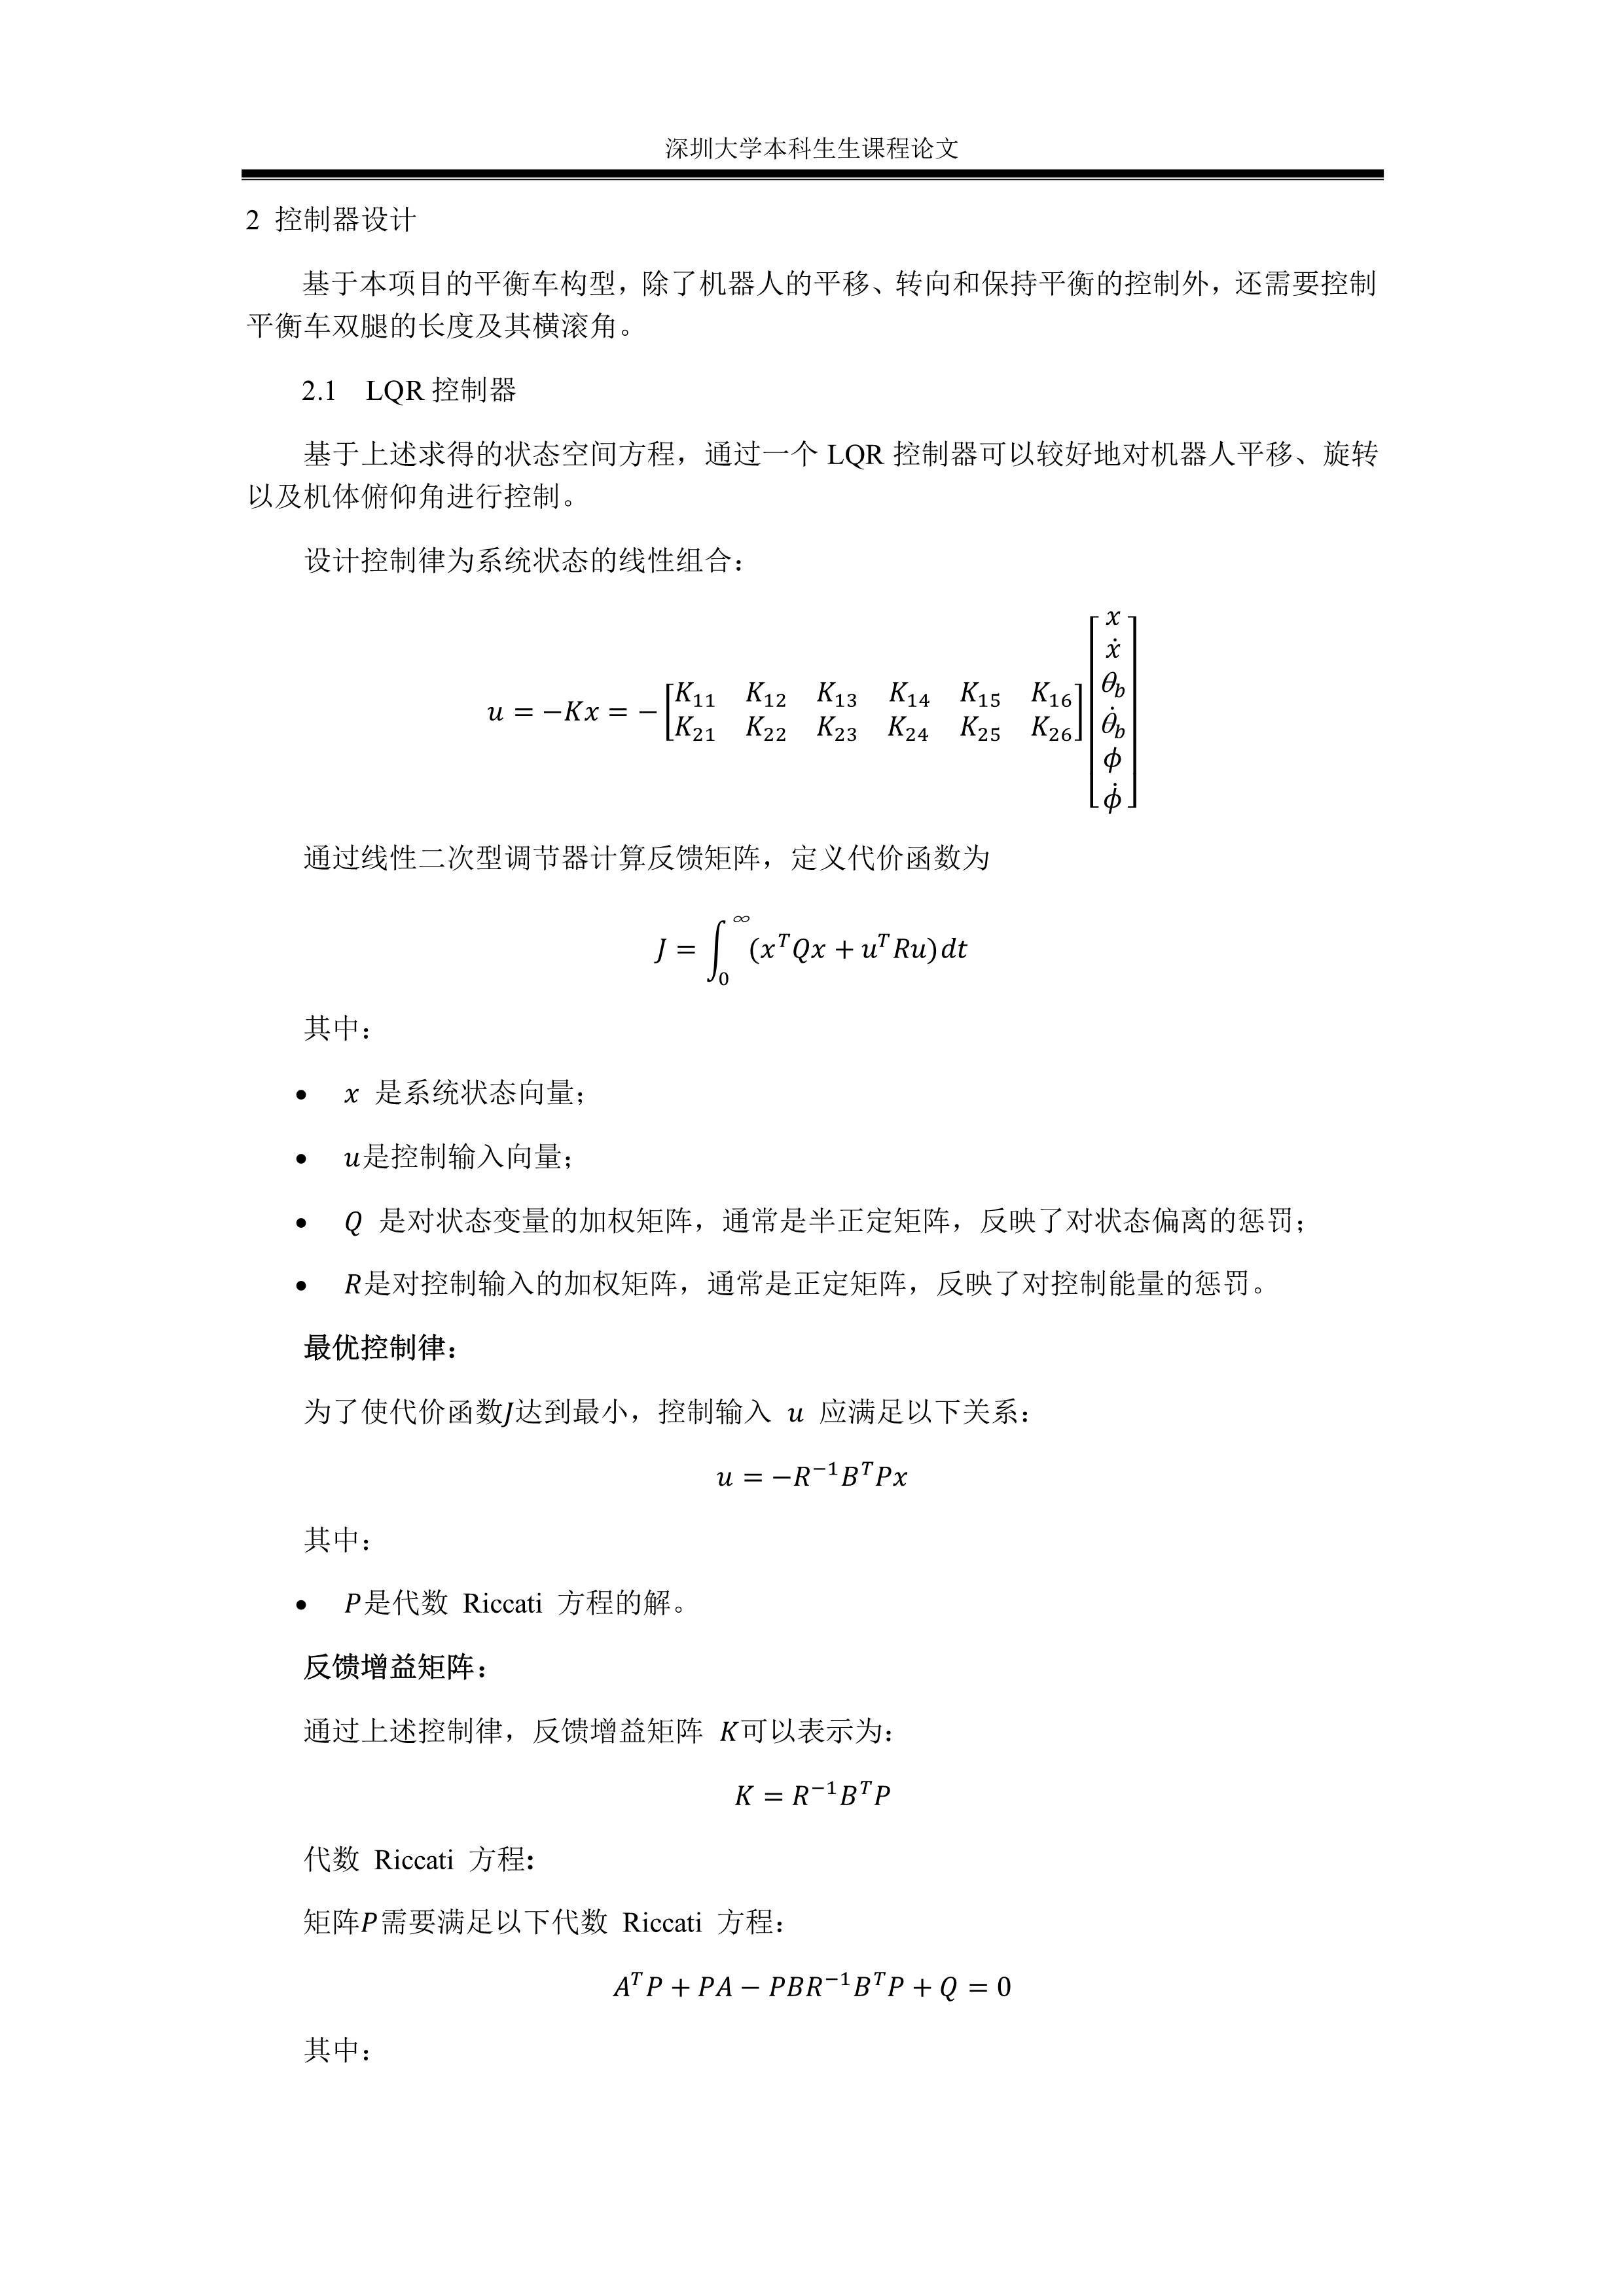 深圳大学本科生生课程论文
2 控制器设计
基于本项目的平衡车构型，除了机器人的平移、转向和保持平衡的控制外，还需要控制
平衡车双腿的长度及其横滚角。
2.1 LQR 控制器
基于上述求得的状态空间方程，通过一个 LQR 控制器可以较好地对机器人平移、旋转
以及机体俯仰角进行控制。
设计控制律为系统状态的线性组合：
$u = -Kx = -\begin{bmatrix} K_{11} & K_{12} & K_{13} & K_{14} & K_{15} & K_{16} \\ K_{21} & K_{22} & K_{23} & K_{24} & K_{25} & K_{26} \end{bmatrix} \begin{bmatrix} x \\ \dot{x} \\ \theta_b \\ \dot{\theta}_b \\ \phi \\ \dot{\phi} \end{bmatrix}$
通过线性二次型调节器计算反馈矩阵，定义代价函数为
$J = \int_0^\infty (x^T Q x + u^T R u) dt$
其中：
• x 是系统状态向量；
• u是控制输入向量；
• Q 是对状态变量的加权矩阵，通常是半正定矩阵，反映了对状态偏离的惩罚；
• R是对控制输入的加权矩阵，通常是正定矩阵，反映了对控制能量的惩罚。
最优控制律：
为了使代价函数J达到最小，控制输入 u 应满足以下关系：
$u = -R^{-1} B^T P x$
其中：
• P是代数 Riccati 方程的解。
反馈增益矩阵：
通过上述控制律，反馈增益矩阵 K可以表示为：
$K = R^{-1} B^T P$
代数 Riccati 方程:
矩阵P需要满足以下代数 Riccati 方程：
$A^T P + PA - PBR^{-1} B^T P + Q = 0$
其中：